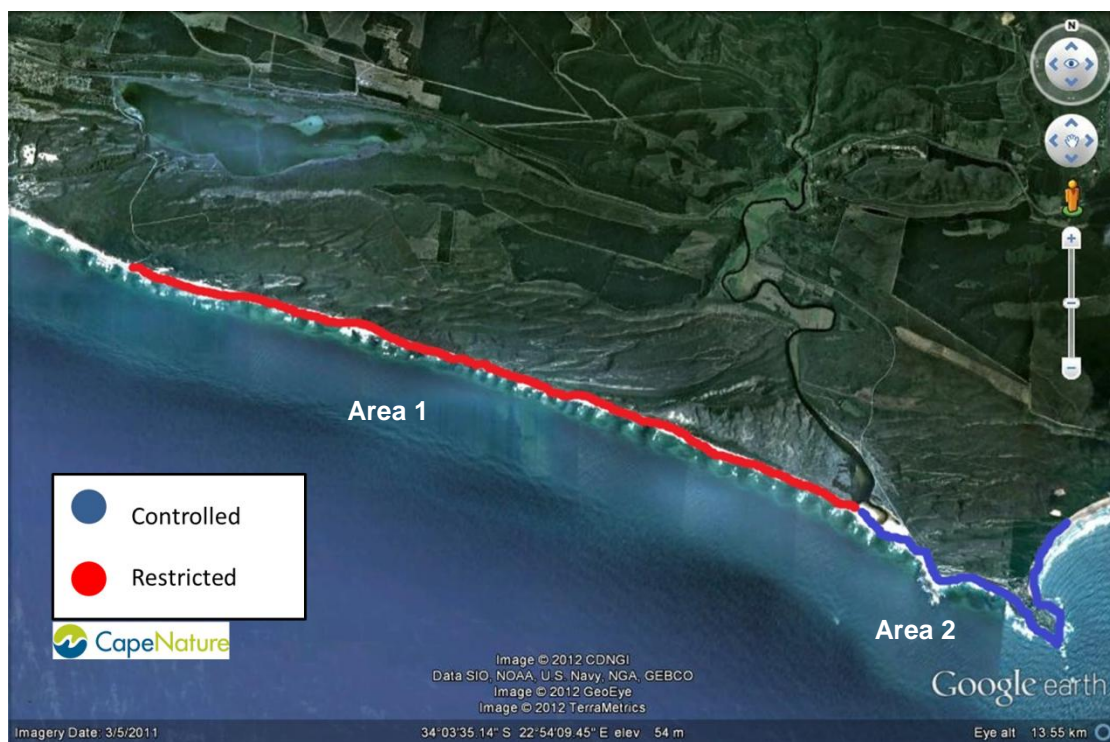 N
Area 1
Controlled
Restricted
CapeNature
Area 2
Image © 2012 CDNGI
Data SIO, NOAA, U.S. Navy, NGA, GEBCO
Image © 2012 GeoEye
Image © 2012 TerraMetrics
Google earth
Imagery Date: 3/5/2011
34°03'35.14" S 22°54'09.45" E elev 54 m
Eye alt 13.55 km